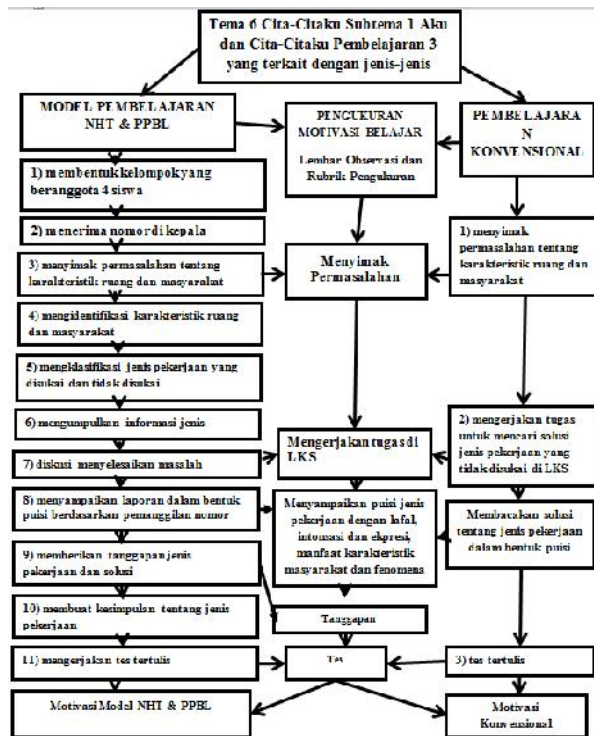 Tema 6 Cita-Citaku Subtema 1 Aku
dan Cita-Citaku Pembelajaran 3
yang terkait dengan jenis-jenis
MODEL PEMBELAJARAN
NHT & PPBL
1) membentuk kelompok yang
beranggota 4 siswa
2) menerima nomor di kepala
3) menyimak permasalahan tentang
karakteristik ruang dan masyarakat
4) mengidentifikasi karakteristik ruang
dan masyarakat
5) mengklasifikasi jenis pekerjaan yang
disukai dan tidak disukai
6) mengumpulkan informasi jenis
7) diskusi menyelesaikan masalah
8) menyampaikan laporan dalam bentuk
puisi berdasarkan pemanggilan nomor
9) memberikan tanggapan jenis
pekerjaan dan solusi
10) membuat kesimpulan tentang jenis
pekerjaan
11) mengerjakan tes tertulis
Motivasi Model NHT & PPBL
PENGUKURAN
MOTIVASI BELAJAR
Lembar Observasi dan
Rubrik Pengukuran
Menyimak
Permasalahan
Mengerjakan tugas di
LKS
Menyampaikan puisi jenis
pekerjaan dengan lafal,
intonasi dan ekpresi,
manfaat karakteristik
masyarakat dan fenomena
Tanggapan
Tes
PEMBELAJARA
N
KONVENSIONAL
1) menyimak
permasalahan tentang
karakteristik ruang dan
masyarakat
2) mengerjakan tugas
untuk mencari solusi
jenis pekerjaan yang
tidak disukai di LKS
Membacakan solusi
tentang jenis pekerjaan
dalam bentuk puisi
3) tes tertulis
Motivasi
Konvensional